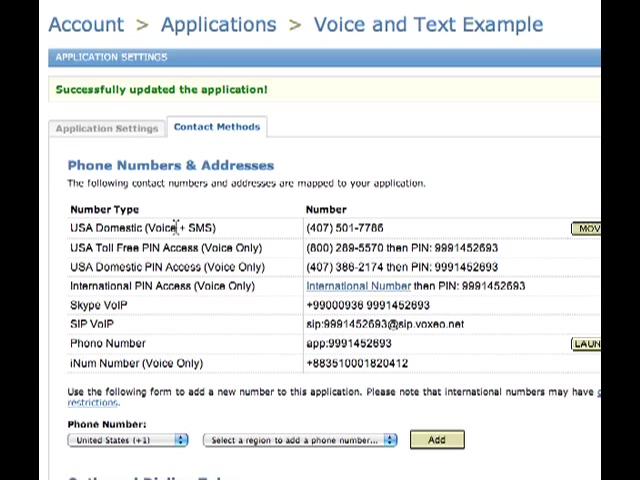 Account > Applications > Voice and Text Example
APPLICATION SETTINGS
Successfully updated the application!
Application Settings Contact Methods
Phone Numbers & Addresses
The following contact numbers and addresses are mapped to your application.
Number Type Number
USA Domestic (Voice + SMS) (407) 501-7786 MOV
USA Toll Free PIN Access (Voice Only) (800) 289-5570 then PIN: 9991452693
USA Domestic PIN Access (Voice Only) (407) 386-2174 then PIN: 9991452693
International PIN Access (Voice Only) International Number then PIN: 9991452693
Skype VoIP +99000936 9991452693
SIP VoIP sip:9991452693@sip.voxeo.net
Phono Number app:9991452693 LAUN
iNum Number (Voice Only) +883510001820412
Use the following form to add a new number to this application. Please note that international numbers may have
restrictions.
Phone Number:
United States (+1) Select a region to add a phone number... Add